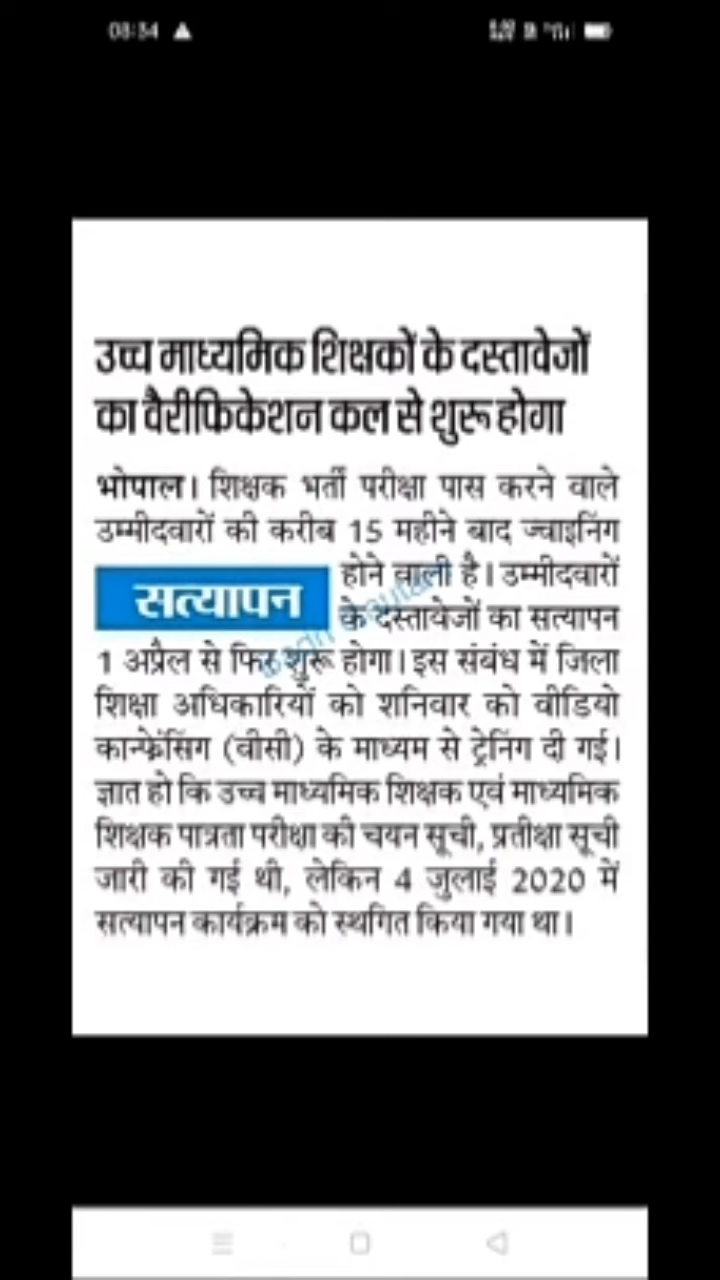 08:34
उच्च माध्यमिक शिक्षकों के दस्तावेजों
का वैरीफिकेशन कल से शुरू होगा
भोपाल। शिक्षक भर्ती परीक्षा पास करने वाले
उम्मीदवारों की करीब 15 महीने बाद ज्वाइनिंग
होने वाली है। उम्मीदवारों
सत्यापन
के दस्तावेजों का सत्यापन
1 अप्रैल से फिर शुरू होगा। इस संबंध में जिला
शिक्षा अधिकारियों को शनिवार को वीडियो
कान्फ्रेंसिंग (वीसी) के माध्यम से ट्रेनिंग दी गई।
ज्ञात हो कि उच्च माध्यमिक शिक्षक एवं माध्यमिक
शिक्षक पात्रता परीक्षा की चयन सूची, प्रतीक्षा सूची
जारी की गई थी, लेकिन 4 जुलाई 2020 में
सत्यापन कार्यक्रम को स्थगित किया गया था।